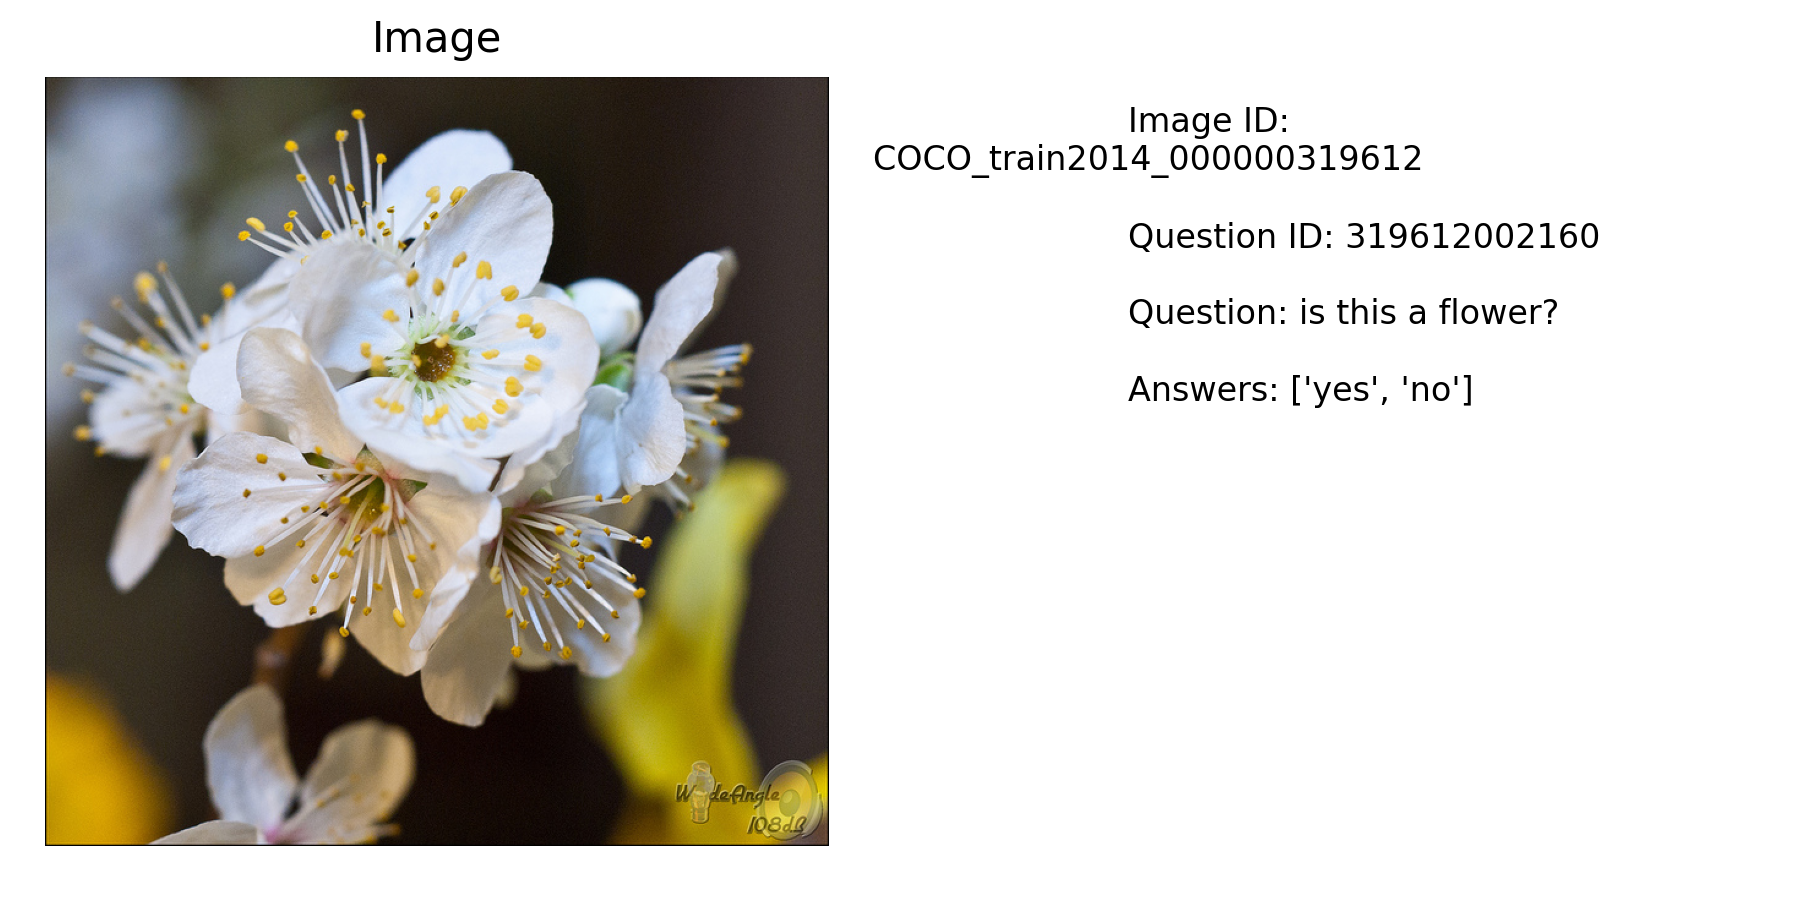 Image
Image ID:
COCO_train2014_000000319612
Question ID: 319612002160
Question: is this a flower?
Answers: ['yes', 'no']
WideAngle
108dB